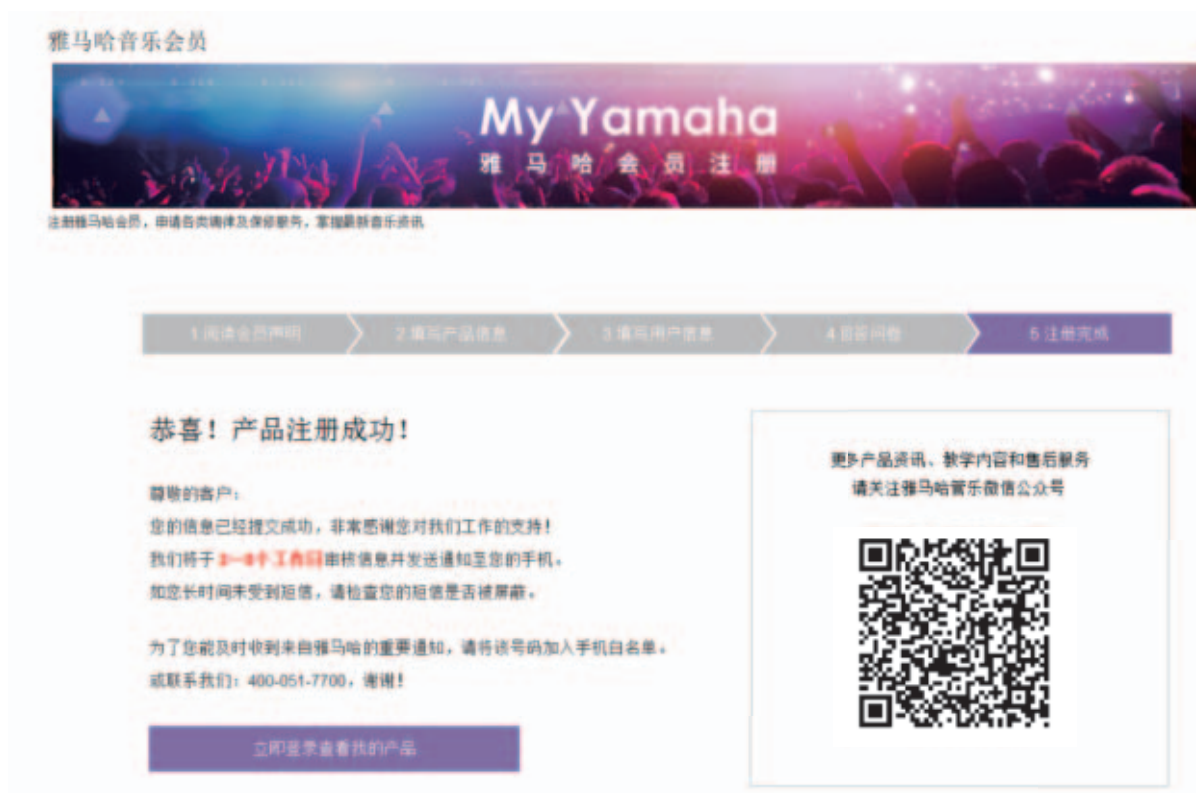 雅马哈音乐会员
My Yamaha
雅马哈会员注册
注册雅马哈会员，申请各类调律及保修服务，掌握最新音乐资讯
1 阅读会员声明
2 填写产品信息
3 填写用户信息
4 回答问卷
5 注册完成
恭喜！产品注册成功！
尊敬的客户：
您的信息已经提交成功，非常感谢您对我们工作的支持！
我们将于 个工作日审核信息并发送通知至您的手机。
如您长时间未受到短信，请检查您的短信是否被屏蔽。
为了您能及时收到来自雅马哈的重要通知，请将该号码加入手机白名单。
或联系我们：400-051-7700，谢谢！
立即登录查看我的产品
更多产品资讯、教学内容和售后服务
请关注雅马哈管乐微信公众号